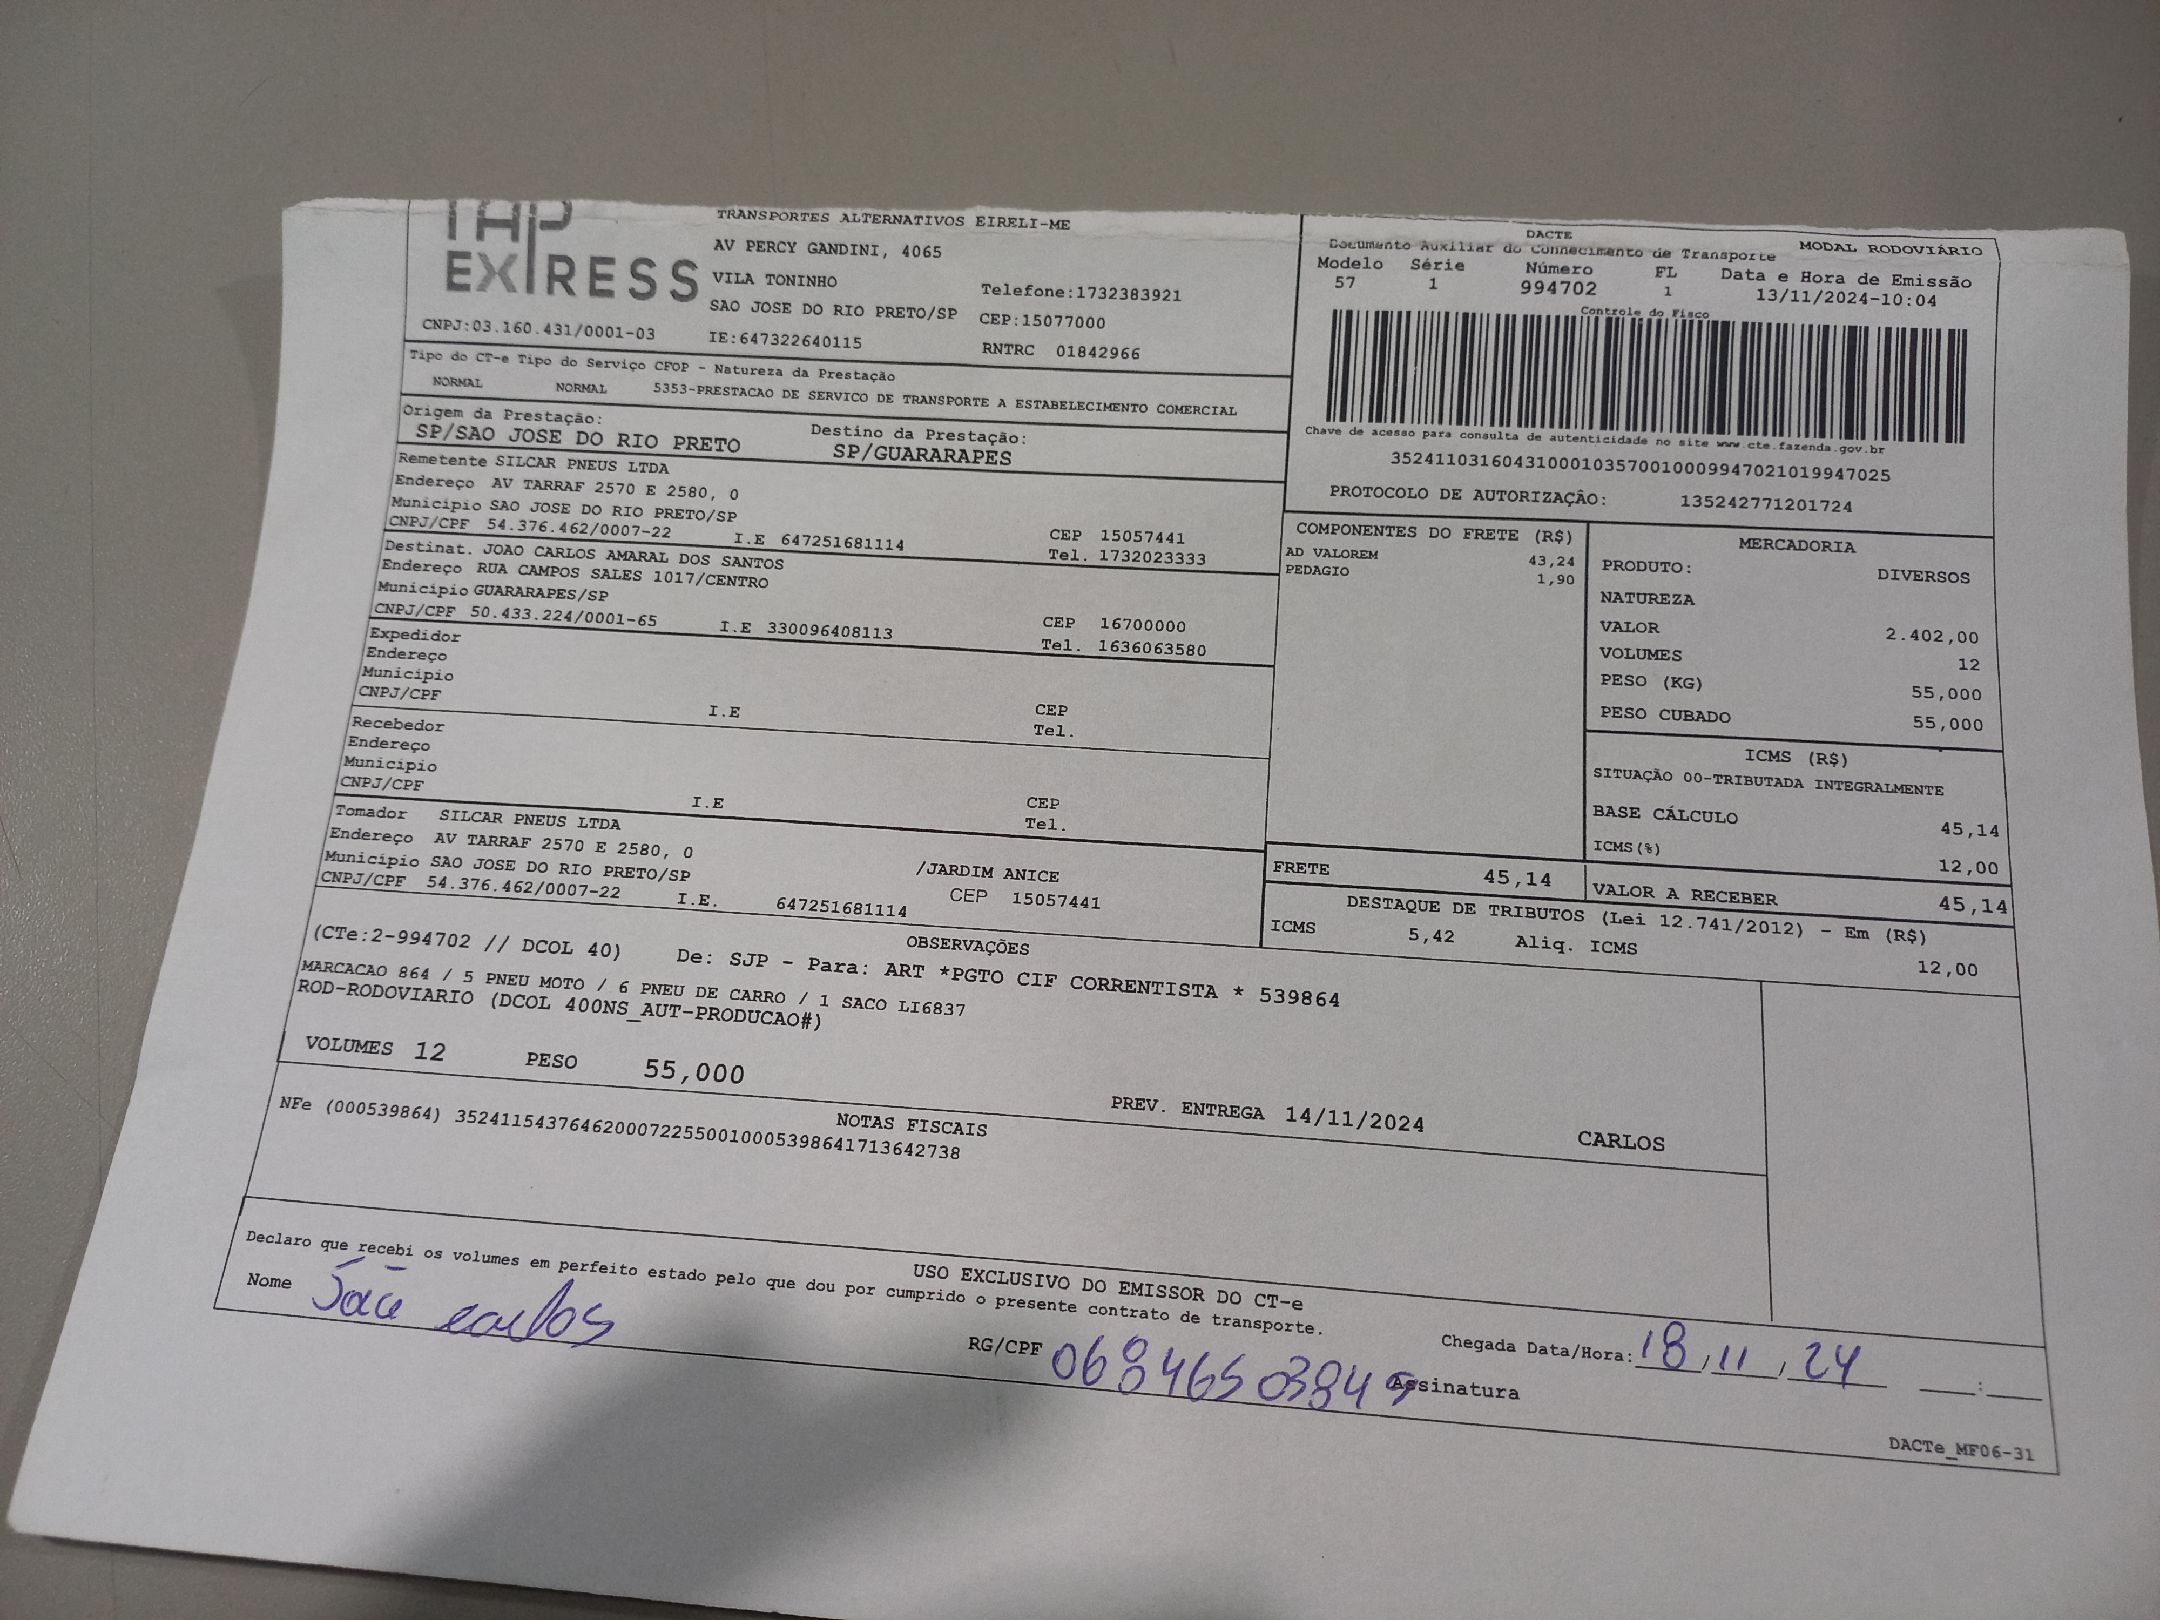 TAP EXPRESS
TRANSPORTES ALTERNATIVOS EIRELI-ME
AV PERCY GANDINI, 4065
VILA TONINHO
Telefone:1732383921
SAO JOSE DO RIO PRETO/SP CEP:15077000
CNPJ:03.160.431/0001-03 IE:647322640115 RNTRC 01842966
DACTE
Documento Auxiliar do Conhecimento de Transporte MODAL RODOVIÁRIO
Modelo Série Número FL Data e Hora de Emissão
57 1 994702 1 13/11/2024-10:04
Controle do Fisco
Chave de acesso para consulta de autenticidade no site www.cte.fazenda.gov.br
35241103160431000103570010009947021019947025
PROTOCOLO DE AUTORIZAÇÃO: 135242771201724
Tipo do CT-e Tipo do Serviço CFOP - Natureza da Prestação
NORMAL NORMAL 5353-PRESTACAO DE SERVICO DE TRANSPORTE A ESTABELECIMENTO COMERCIAL
Origem da Prestação: Destino da Prestação:
SP/SAO JOSE DO RIO PRETO SP/GUARARAPES
Remetente SILCAR PNEUS LTDA
Endereço AV TARRAF 2570 E 2580, 0
Município SAO JOSE DO RIO PRETO/SP CEP 15057441
CNPJ/CPF 54.376.462/0007-22 I.E 647251681114 Tel. 1732023333
Destinat. JOAO CARLOS AMARAL DOS SANTOS
Endereço RUA CAMPOS SALES 1017/CENTRO
Município GUARARAPES/SP CEP 16700000
CNPJ/CPF 50.433.224/0001-65 I.E 330096408113 Tel. 1636063580
Expedidor
Endereço
Município CEP
CNPJ/CPF I.E Tel.
Recebedor
Endereço
Município CEP
CNPJ/CPF I.E Tel.
Tomador SILCAR PNEUS LTDA
Endereço AV TARRAF 2570 E 2580, 0 /JARDIM ANICE
Município SAO JOSE DO RIO PRETO/SP CEP 15057441
CNPJ/CPF 54.376.462/0007-22 I.E. 647251681114
COMPONENTES DO FRETE (R$)
AD VALOREM 43,24
PEDAGIO 1,90
MERCADORIA
PRODUTO: DIVERSOS
NATUREZA
VALOR 2.402,00
VOLUMES 12
PESO (KG) 55,000
PESO CUBADO 55,000
ICMS (R$)
SITUAÇÃO 00-TRIBUTADA INTEGRALMENTE
BASE CÁLCULO 45,14
ICMS(%) 12,00
FRETE 45,14 VALOR A RECEBER 45,14
DESTAQUE DE TRIBUTOS (Lei 12.741/2012) - Em (R$)
ICMS 5,42 Aliq. ICMS 12,00
OBSERVAÇÕES
(CTe:2-994702 // DCOL 40) De: SJP - Para: ART *PGTO CIF CORRENTISTA * 539864
MARCACAO 864 / 5 PNEU MOTO / 6 PNEU DE CARRO / 1 SACO LI6837
ROD-RODOVIARIO (DCOL 400NS_AUT-PRODUCAO#)
VOLUMES 12 PESO 55,000 PREV. ENTREGA 14/11/2024 CARLOS
NOTAS FISCAIS
NFe (000539864) 35241154376462000722550010005398641713642738
USO EXCLUSIVO DO EMISSOR DO CT-e
Declaro que recebi os volumes em perfeito estado pelo que dou por cumprido o presente contrato de transporte.
Nome João carlos RG/CPF 06846503849 Assinatura
Chegada Data/Hora: 18/11/24 __:__
DACTe_MF06-31